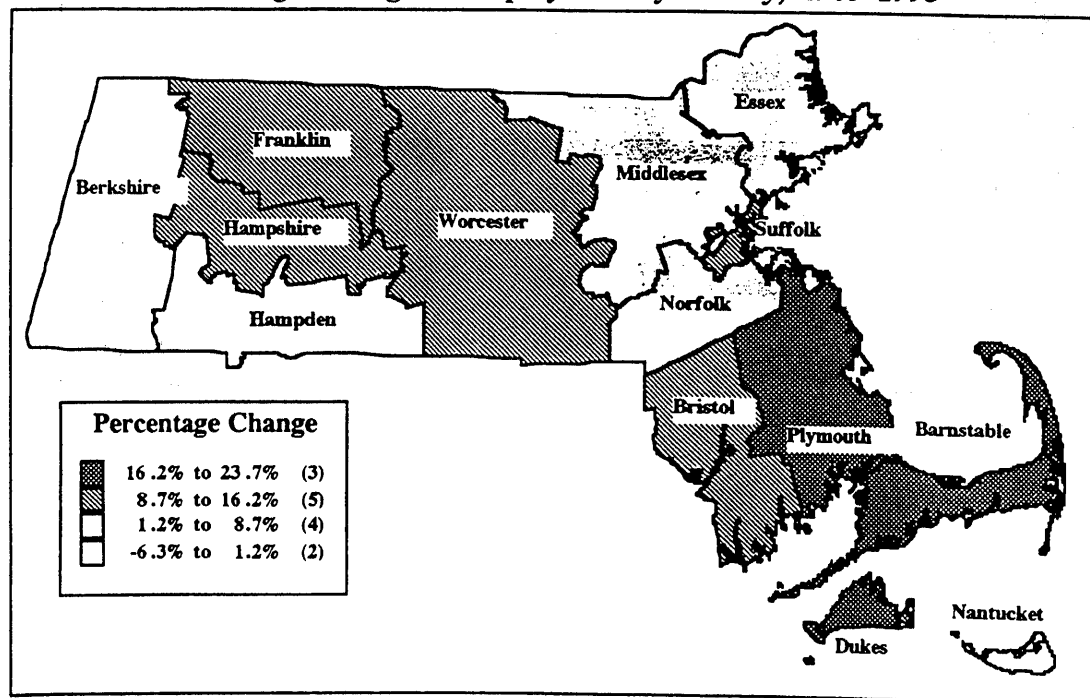 Essex
Franklin
Middlesex
Berkshire
Hampshire
Worcester
Suffolk
Norfolk
Hampden
Bristol
Plymouth
Barnstable
Nantucket
Dukes
Percentage Change
16.2% to 23.7% (3)
8.7% to 16.2% (5)
1.2% to 8.7% (4)
-6.3% to 1.2% (2)